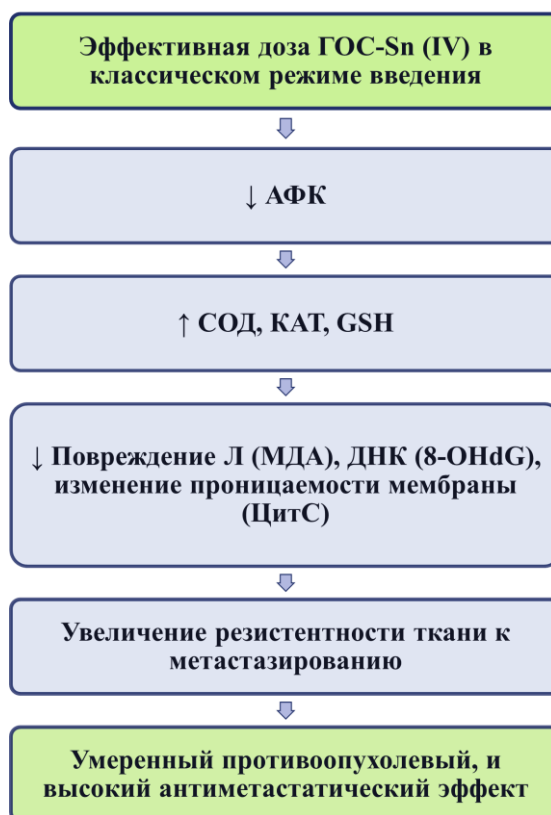 Эффективная доза ГОС-Sn (IV) в
классическом режиме введения
↓ АФК
↑ СОД, КАТ, GSH
↓ Повреждение Л (МДА), ДНК (8-OHdG),
изменение проницаемости мембраны
(ЦитС)
Увеличение резистентности ткани к
метастазированию
Умеренный противоопухолевый, и
высокий антиметастатический эффект